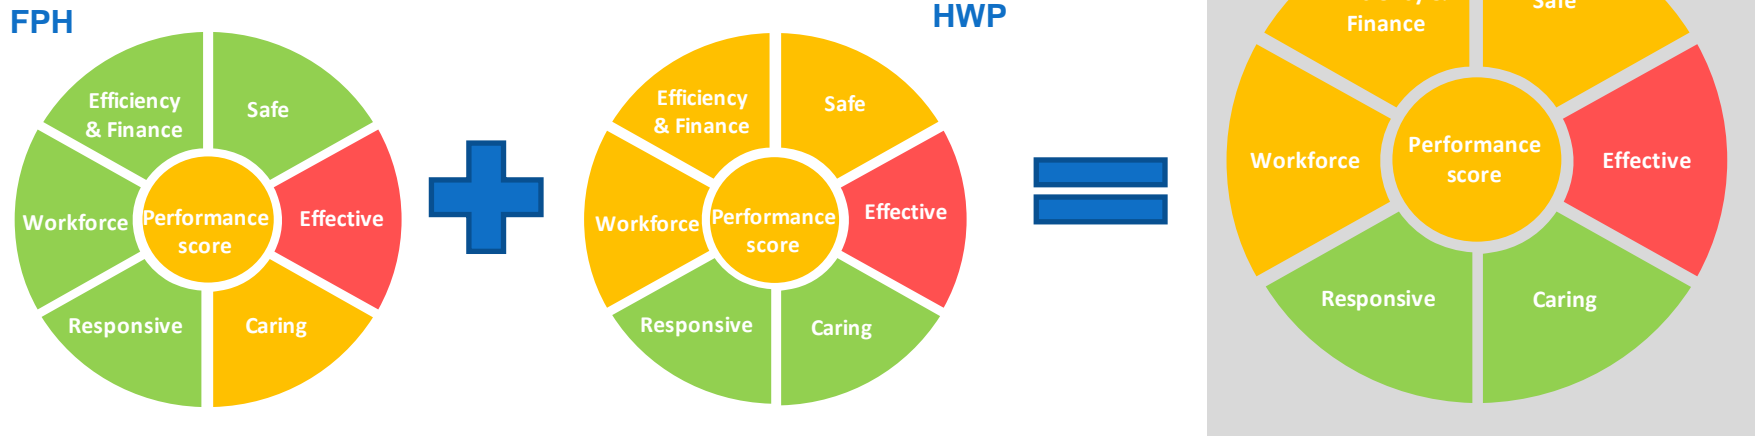 FPH
Efficiency
& Finance
Safe
Workforce
Performance
score
Effective
Responsive
Caring
HWP
Efficiency
& Finance
Safe
Workforce
Performance
score
Effective
Responsive
Caring
Finance
Safe
Workforce
Performance
score
Effective
Responsive
Caring